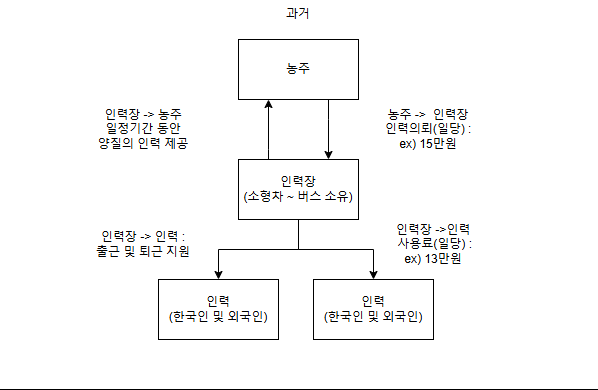 과거
농주
인력장 -> 농주
일정기간 동안
양질의 인력 제공
농주 ->  인력장
인력의뢰(일당) :
ex) 15만원
인력장
(소형차 ~ 버스 소유)
인력장 -> 인력 :
출근 및 퇴근 지원
인력장 ->인력
사용료(일당) :
ex) 13만원
인력
(한국인 및 외국인)
인력
(한국인 및 외국인)